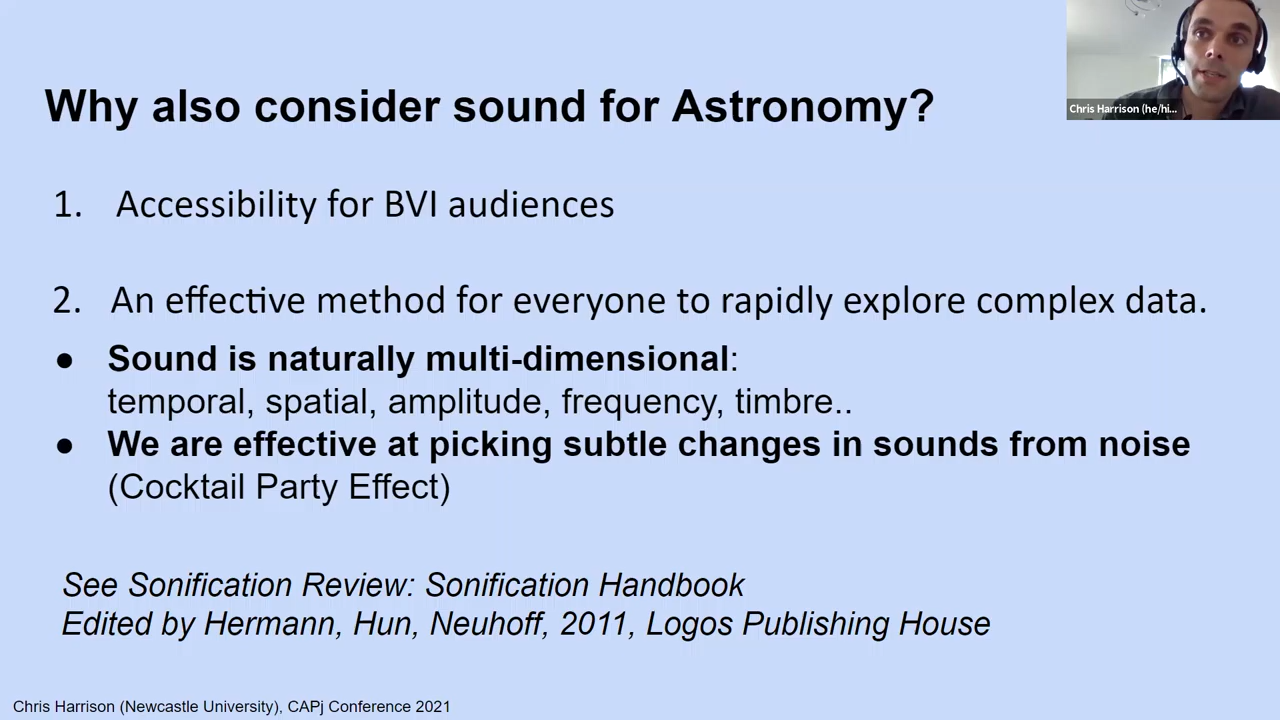 Why also consider sound for Astronomy?
Chris Harrison (he/hi...
1. Accessibility for BVI audiences
2. An effective method for everyone to rapidly explore complex data.
● Sound is naturally multi-dimensional:
temporal, spatial, amplitude, frequency, timbre..
● We are effective at picking subtle changes in sounds from noise
(Cocktail Party Effect)
See Sonification Review: Sonification Handbook
Edited by Hermann, Hun, Neuhoff, 2011, Logos Publishing House
Chris Harrison (Newcastle University), CAPj Conference 2021